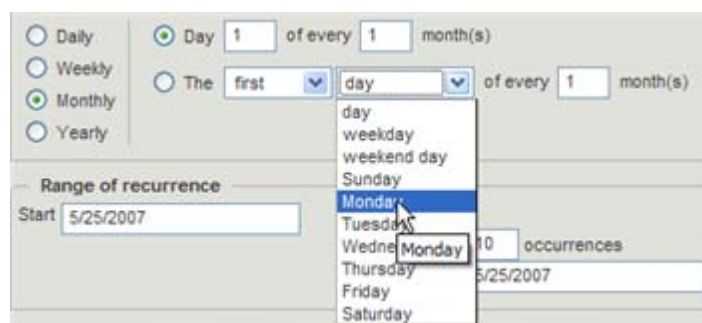 Daily
Day 1 of every 1 month(s)
Weekly
The first day of every 1 month(s)
Monthly
Yearly
day
weekday
weekend day
Sunday
Monday
Tuesday
Wedne
Monday
Thursday
Friday
Saturday
Range of recurrence
Start 5/25/2007
10 occurrences
5/25/2007